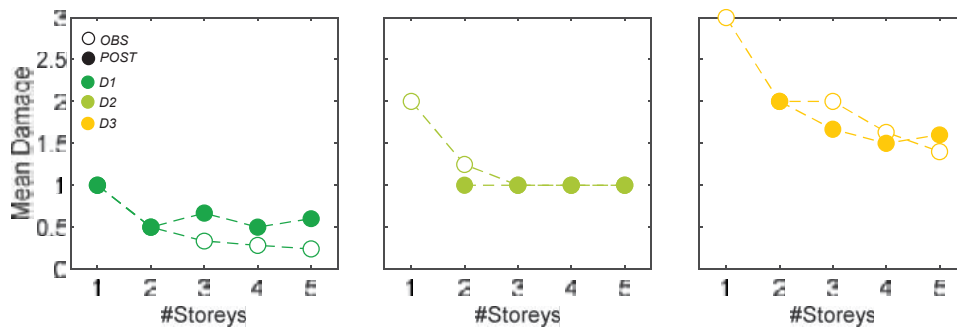 Mean Damage
3
2.5
2
1.5
1
0.5
0
OBS
POST
D1
D2
D3
1 2 3 4 5
#Storeys
1 2 3 4 5
#Storeys
1 2 3 4 5
#Storeys